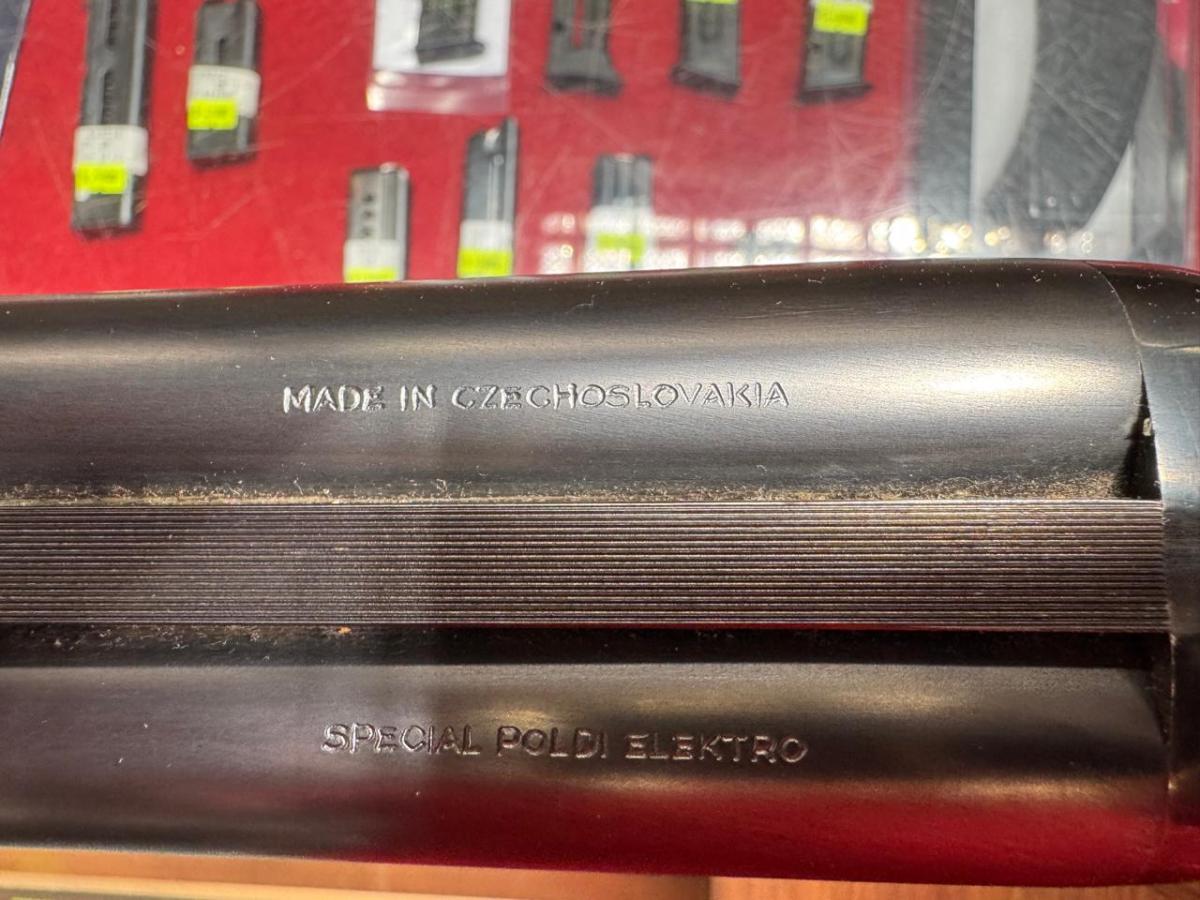 MADE IN CZECHOSLOVAKIA
SPECIAL POLDI ELEKTRO